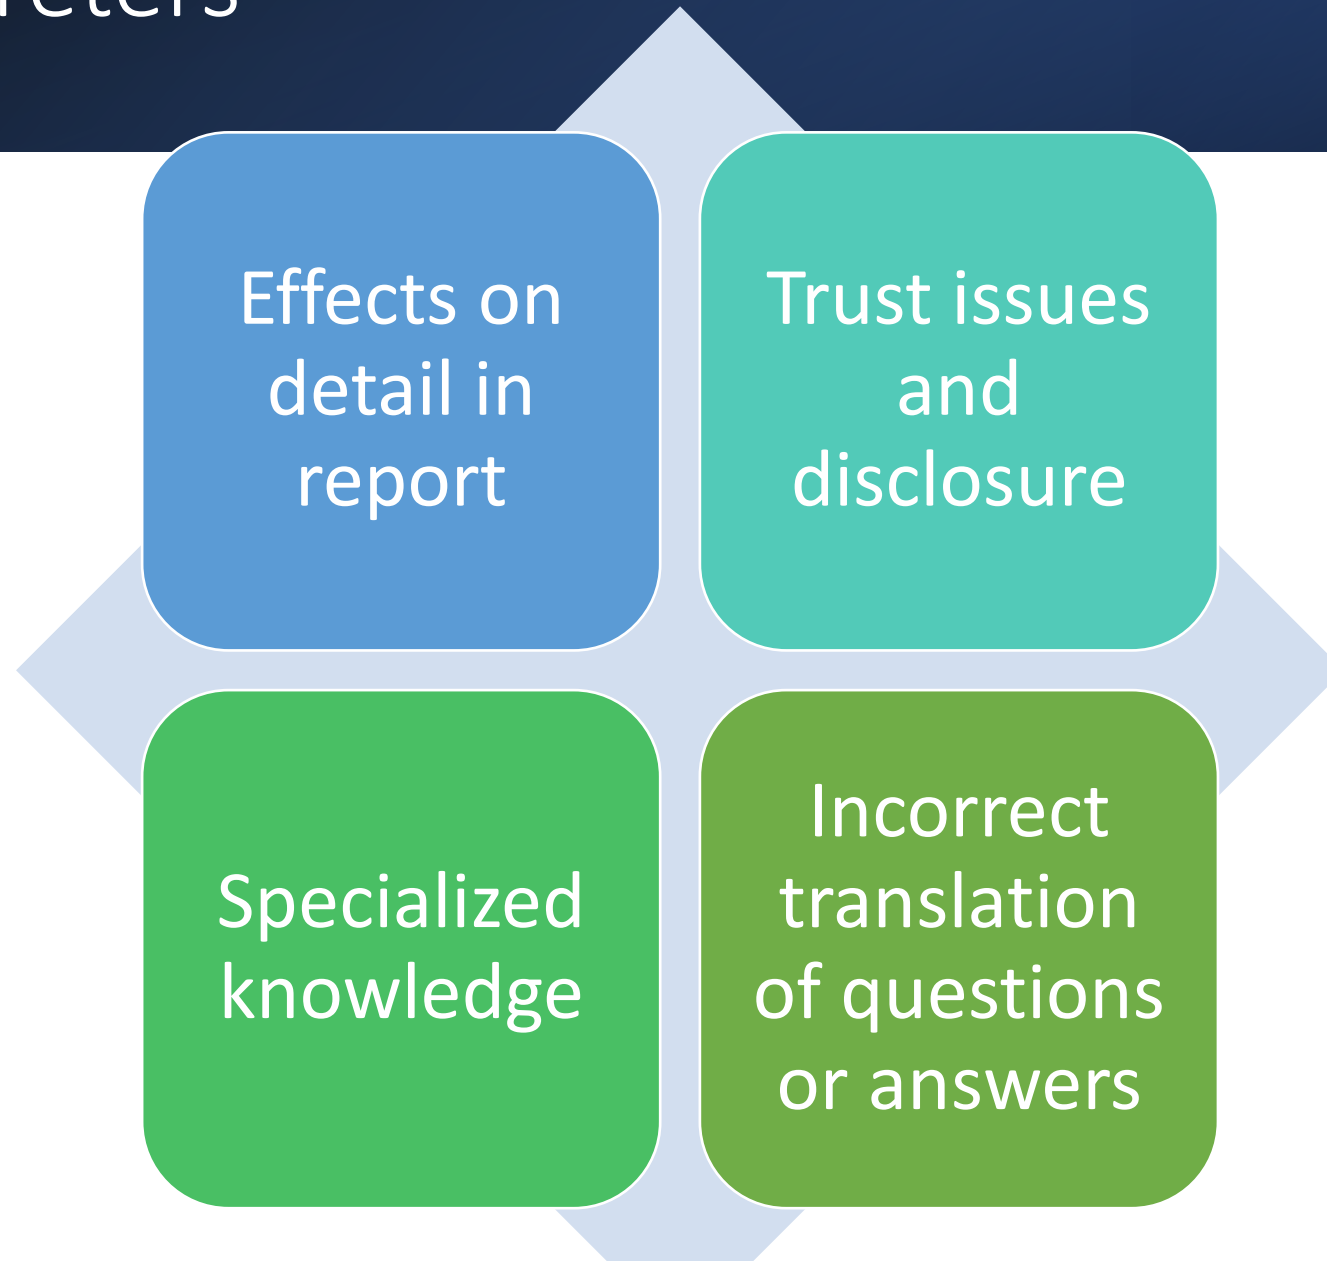 Effects on
detail in
report
Trust issues
and
disclosure
Specialized
knowledge
Incorrect
translation
of questions
or answers